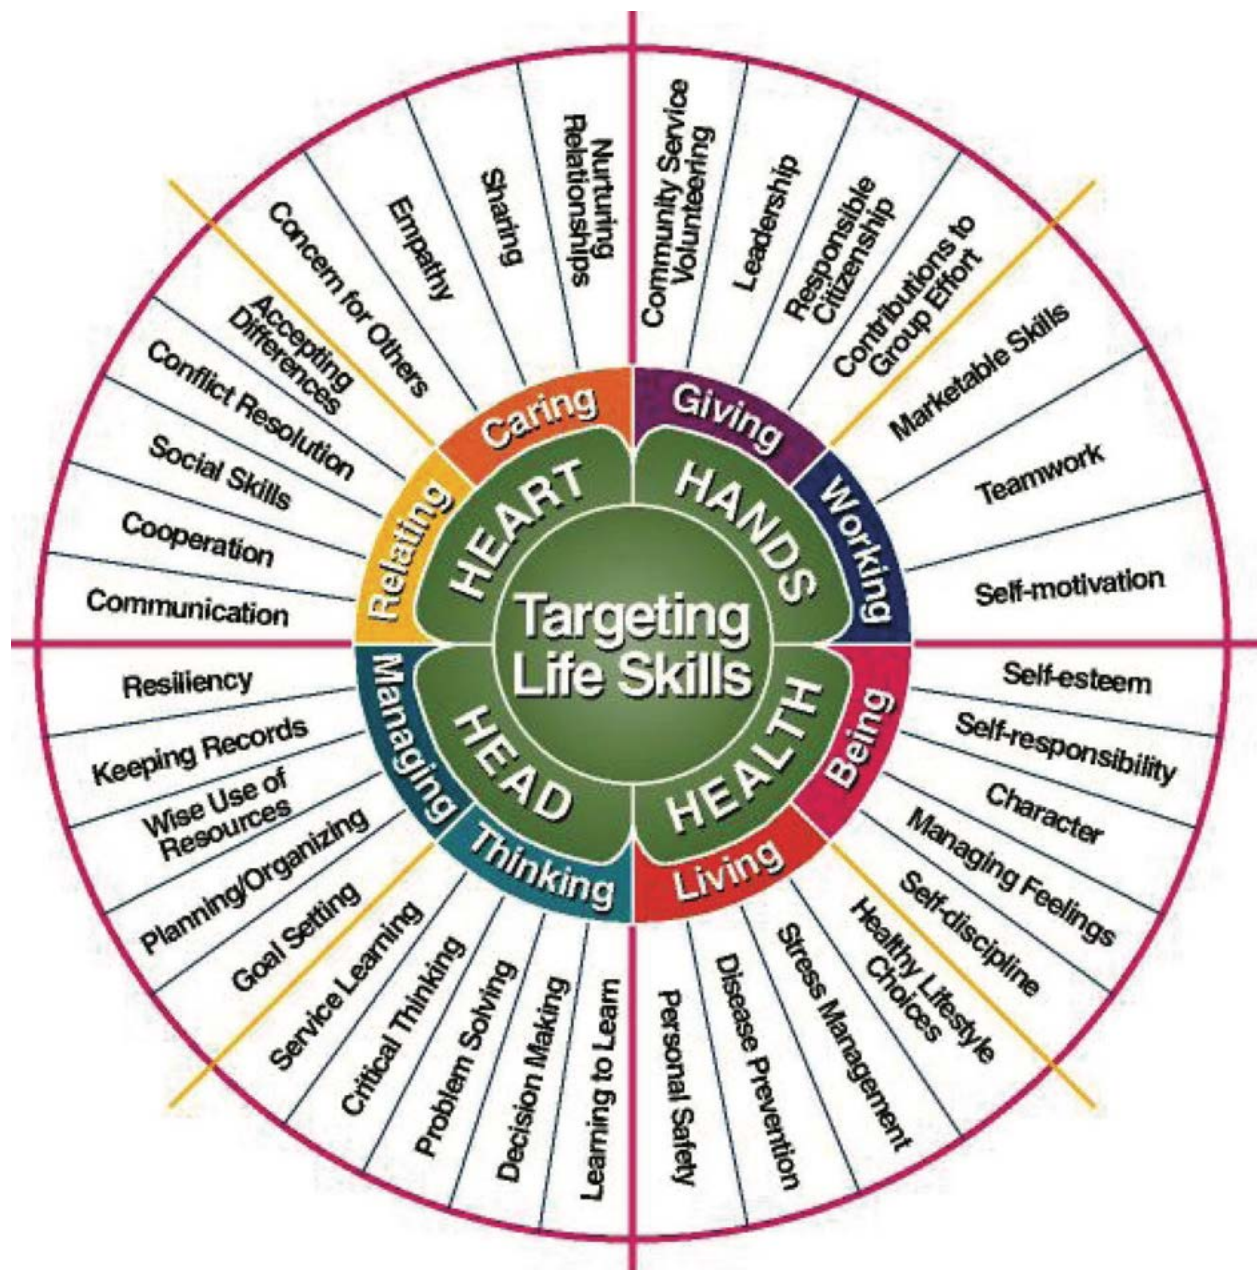 Targeting
Life Skills
HEART
HANDS
HEALTH
HEAD
Caring
Giving
Working
Being
Living
Thinking
Managing
Relating
Nurturing
Relationships
Sharing
Empathy
Concern for Others
Community Service
Volunteering
Leadership
Responsible
Citizenship
Contributions to
Group Effort
Marketable Skills
Teamwork
Self-motivation
Self-esteem
Self-responsibility
Character
Managing Feelings
Self-discipline
Healthy Lifestyle
Choices
Stress Management
Disease Prevention
Personal Safety
Learning to Learn
Decision Making
Problem Solving
Critical Thinking
Service Learning
Goal Setting
Planning/Organizing
Wise Use of
Resources
Keeping Records
Resiliency
Communication
Cooperation
Social Skills
Conflict Resolution
Accepting
Differences